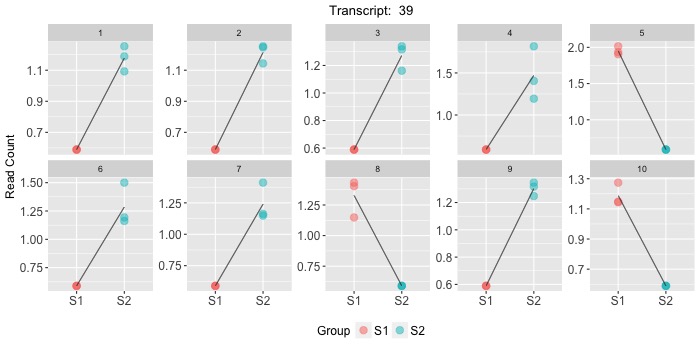 Transcript: 39
1 2 3 4 5
1.1 0.9 0.7
1.1 0.9 0.7
1.2 1.0 0.8 0.6
1.5 1.0
2.0 1.5 1.0
Read Count
6 7 8 9 10
1.50 1.25 1.00 0.75
1.25 1.00 0.75
1.25 1.00 0.75
1.2 1.0 0.8 0.6
1.3 1.1 0.9 0.7
S1 S2 S1 S2 S1 S2 S1 S2 S1 S2
Group S1 S2